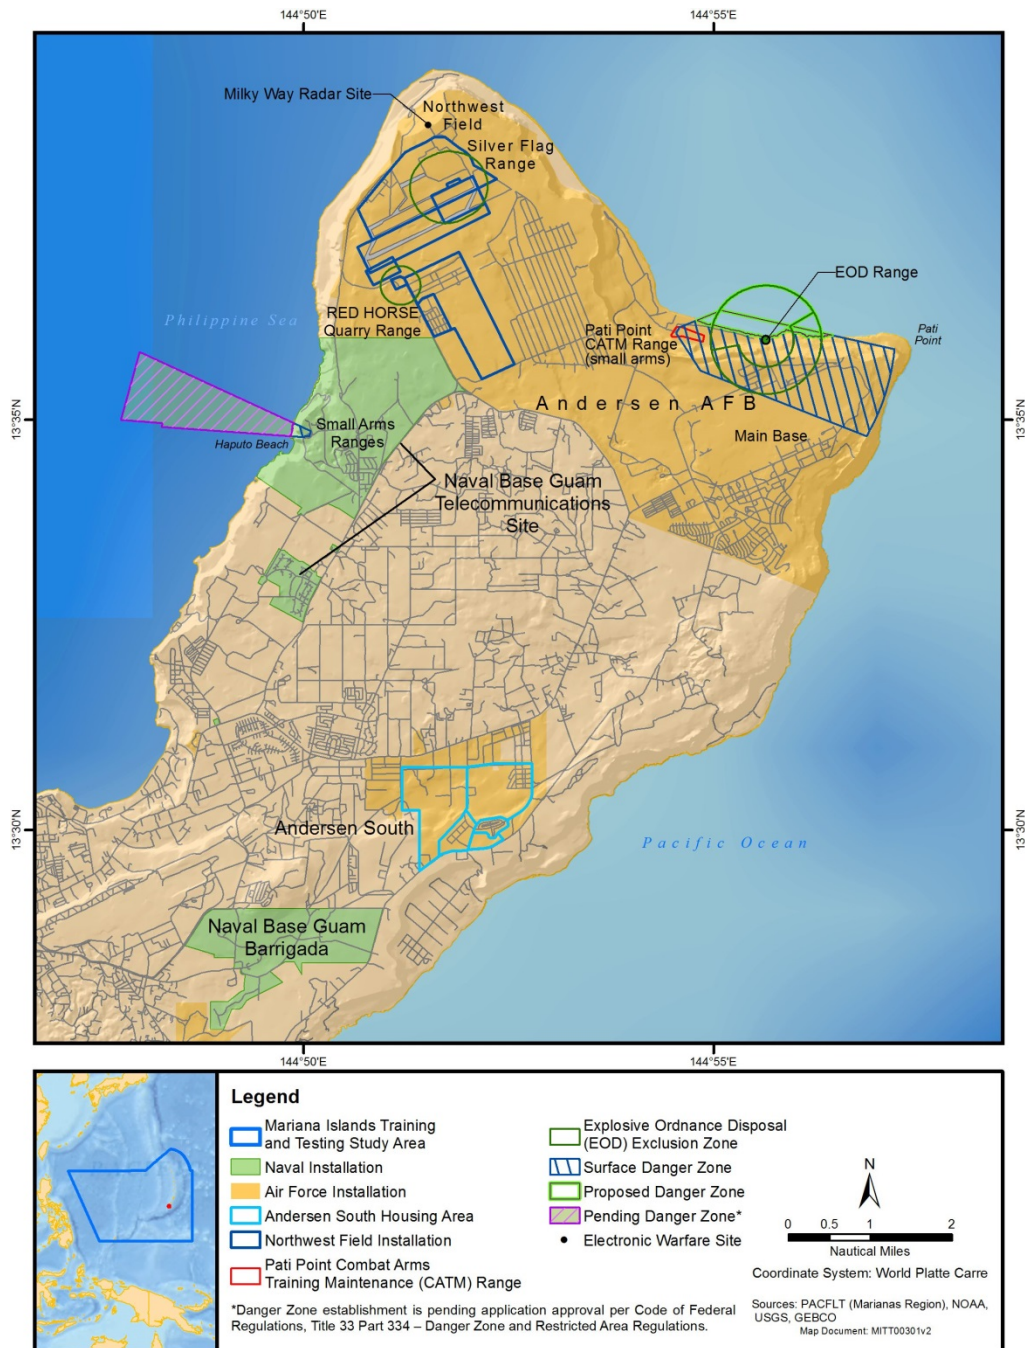 144°50'E
144°55'E
Milky Way Radar Site
Northwest
Field
Silver Flag
Range
EOD Range
Philippine Sea
RED HORSE
Quarry Range
Pati Point
CATM Range
(small arms)
Pati
Point
Andersen AFB
13°35'N
13°35'N
Main Base
Small Arms
Ranges
Haputo Beach
Naval Base Guam
Telecommunications
Site
13°30'N
13°30'N
Andersen South
Pacific Ocean
Naval Base Guam
Barrigada
144°50'E
144°55'E
Legend
Mariana Islands Training
and Testing Study Area
Naval Installation
Air Force Installation
Andersen South Housing Area
Northwest Field Installation
Pati Point Combat Arms
Training Maintenance (CATM) Range
Explosive Ordnance Disposal
(EOD) Exclusion Zone
Surface Danger Zone
Proposed Danger Zone
Pending Danger Zone*
Electronic Warfare Site
N
0 0.5 1 2
Nautical Miles
Coordinate System: World Platte Carre
*Danger Zone establishment is pending application approval per Code of Federal
Regulations, Title 33 Part 334 – Danger Zone and Restricted Area Regulations.
Sources: PACFLT (Marianas Region), NOAA,
USGS, GEBCO
Map Document: MITT00301v2